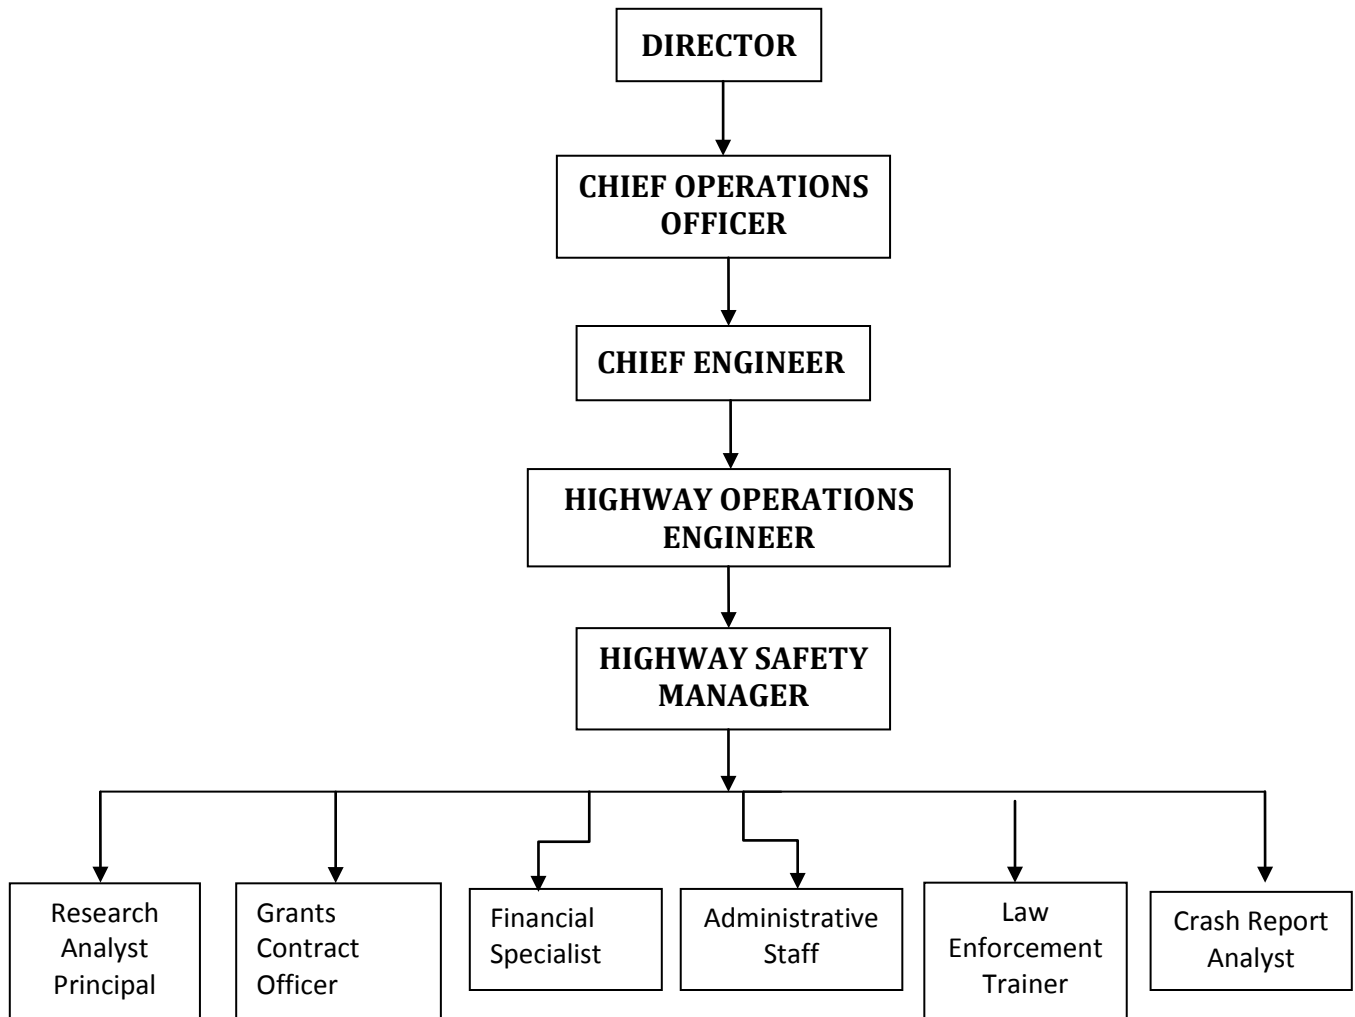 DIRECTOR
CHIEF OPERATIONS
OFFICER
CHIEF ENGINEER
HIGHWAY OPERATIONS
ENGINEER
HIGHWAY SAFETY
MANAGER
Research
Analyst
Principal
Grants
Contract
Officer
Financial
Specialist
Administrative
Staff
Law
Enforcement
Trainer
Crash Report
Analyst